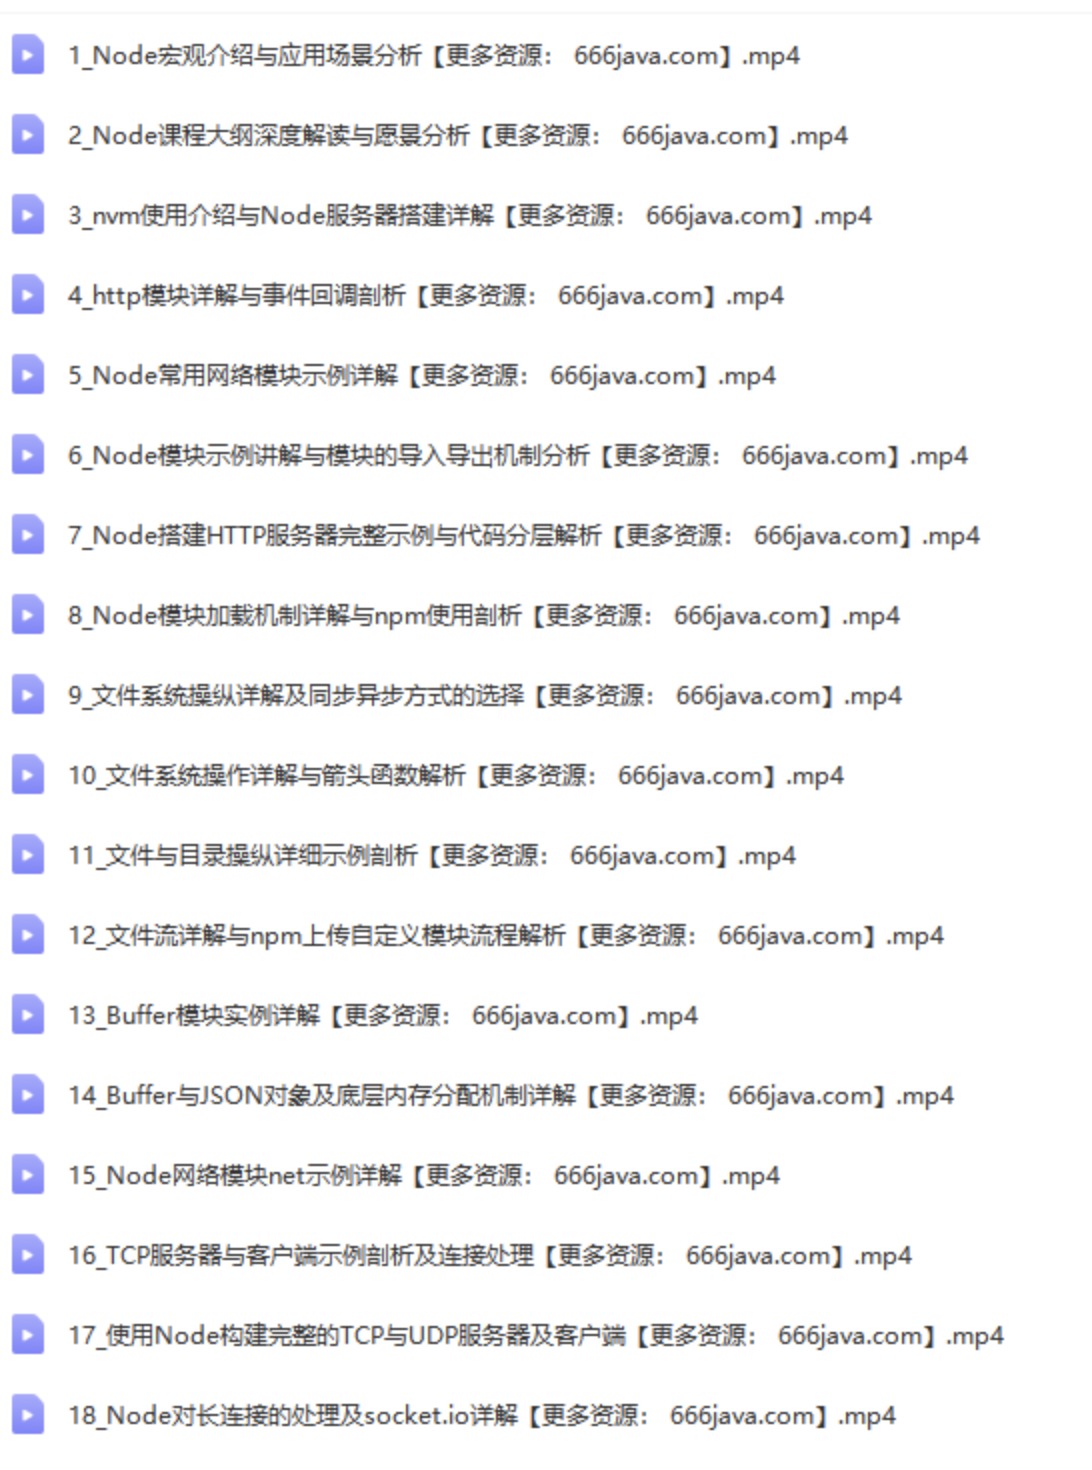 1_Node宏观介绍与应用场景分析【更多资源： 666java.com】.mp4
2_Node课程大纲深度解读与愿景分析【更多资源： 666java.com】.mp4
3_nvm使用介绍与Node服务器搭建详解【更多资源： 666java.com】.mp4
4_http模块详解与事件回调剖析【更多资源： 666java.com】.mp4
5_Node常用网络模块示例详解【更多资源： 666java.com】.mp4
6_Node模块示例讲解与模块的导入导出机制分析【更多资源： 666java.com】.mp4
7_Node搭建HTTP服务器完整示例与代码分层解析【更多资源： 666java.com】.mp4
8_Node模块加载机制详解与npm使用剖析【更多资源： 666java.com】.mp4
9_文件系统操纵详解及同步异步方式的选择【更多资源： 666java.com】.mp4
10_文件系统操作详解与箭头函数解析【更多资源： 666java.com】.mp4
11_文件与目录操纵详细示例剖析【更多资源： 666java.com】.mp4
12_文件流详解与npm上传自定义模块流程解析【更多资源： 666java.com】.mp4
13_Buffer模块实例详解【更多资源： 666java.com】.mp4
14_Buffer与JSON对象及底层内存分配机制详解【更多资源： 666java.com】.mp4
15_Node网络模块net示例详解【更多资源： 666java.com】.mp4
16_TCP服务器与客户端示例剖析及连接处理【更多资源： 666java.com】.mp4
17_使用Node构建完整的TCP与UDP服务器及客户端【更多资源： 666java.com】.mp4
18_Node对长连接的处理及socket.io详解【更多资源： 666java.com】.mp4